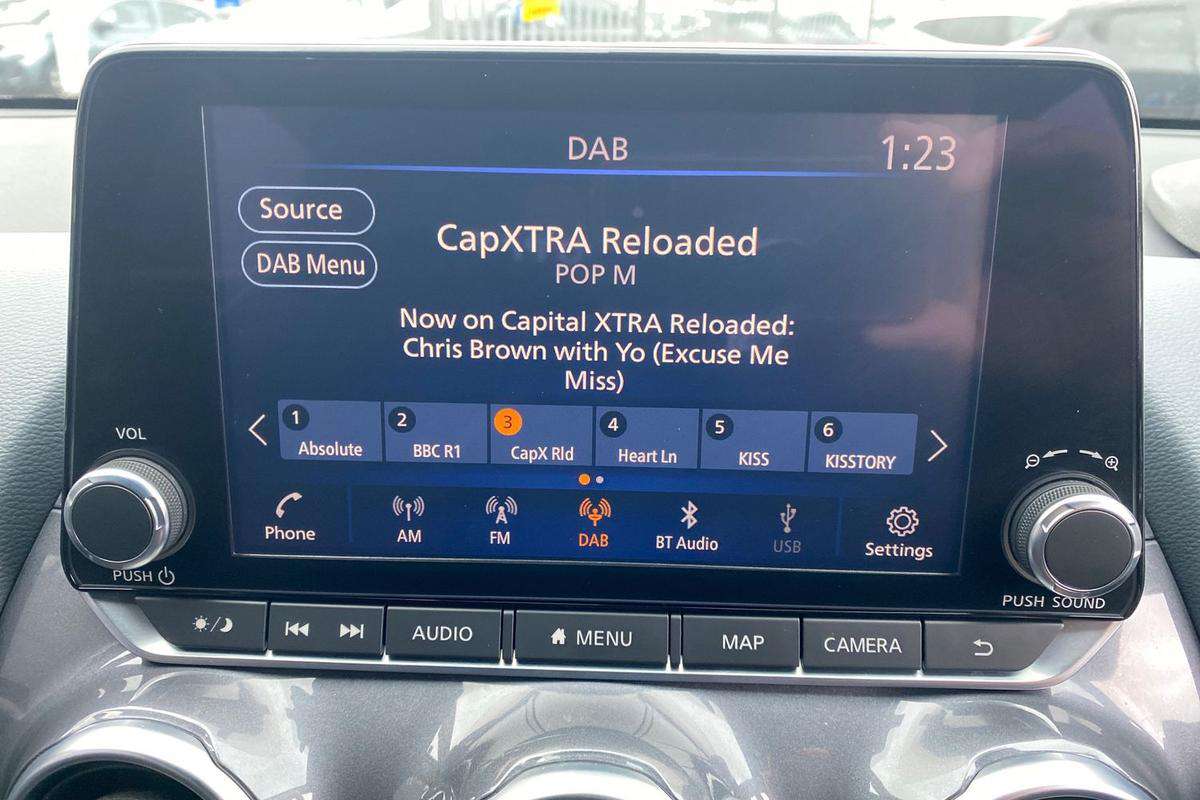 DAB
1:23
Source
DAB Menu
CapXTRA Reloaded
POP M
Now on Capital XTRA Reloaded:
Chris Brown with Yo (Excuse Me
Miss)
1 Absolute
2 BBC R1
3 CapX Rld
4 Heart Ln
5 KISS
6 KISSTORY
Phone
AM
FM
DAB
BT Audio
USB
Settings
VOL
PUSH
PUSH SOUND
AUDIO
MENU
MAP
CAMERA